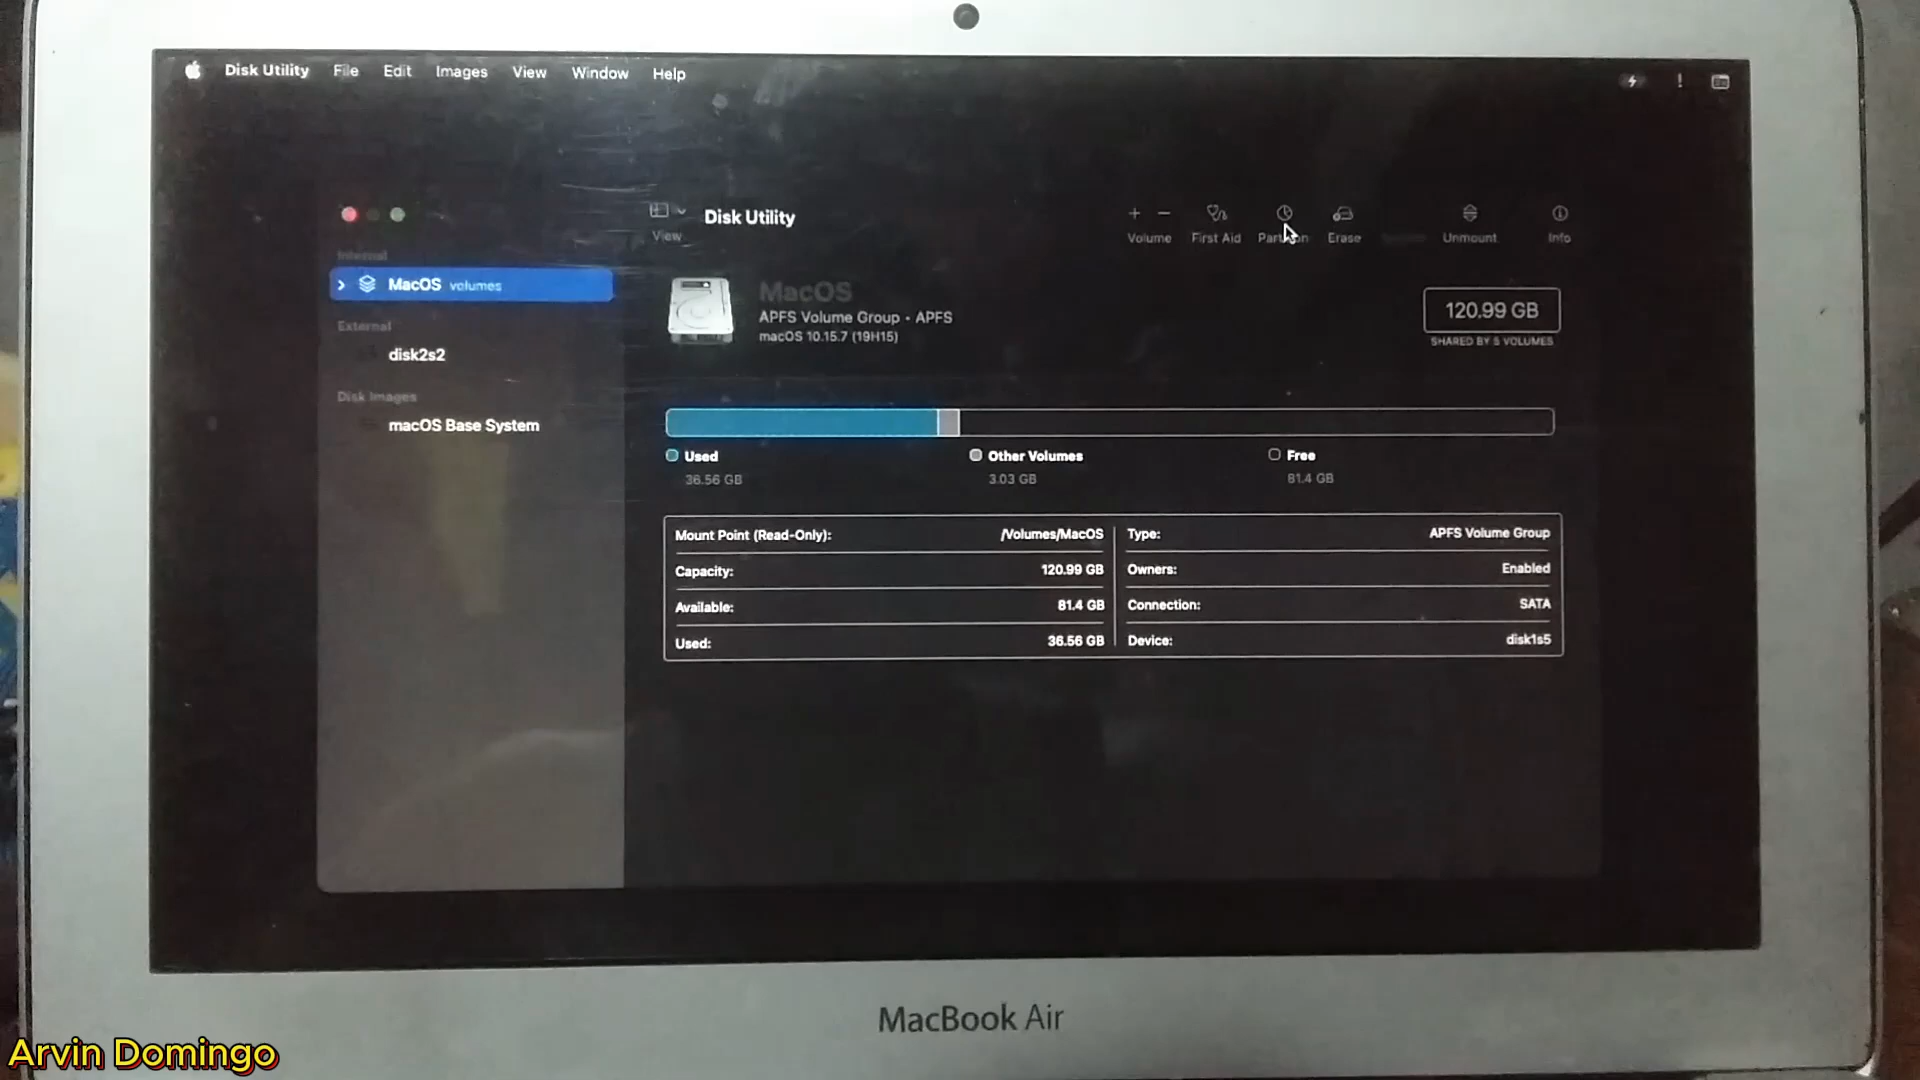 Disk Utility File Edit Images View Window Help
View Disk Utility Volume First Aid Partition Erase Unmount Info
Internal
MacOS volumes
External
disk2s2
Disk Images
macOS Base System
MacOS
APFS Volume Group • APFS
macOS 10.15.7 (19H15)
120.99 GB
SHARED BY 5 VOLUMES
Used Other Volumes Free
36.56 GB 3.03 GB 81.4 GB
Mount Point (Read-Only): /Volumes/MacOS Type: APFS Volume Group
Capacity: 120.99 GB Owners: Enabled
Available: 81.4 GB Connection: SATA
Used: 36.56 GB Device: disk1s5
MacBook Air
Arvin Domingo